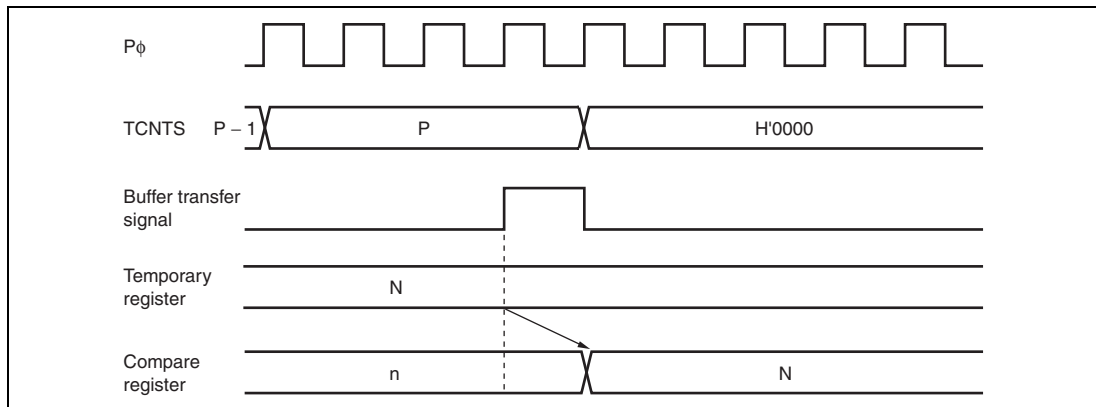 Pϕ
TCNTS P – 1 P H'0000
Buffer transfer
signal
Temporary
register
N
Compare
register
n N